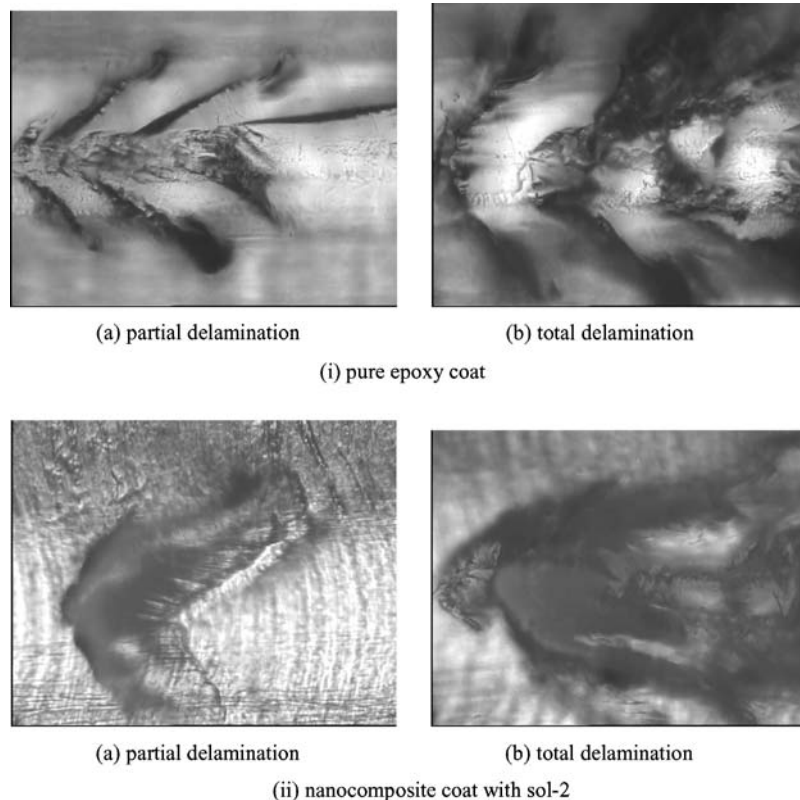 (a) partial delamination
(b) total delamination
(i) pure epoxy coat
(a) partial delamination
(b) total delamination
(ii) nanocomposite coat with sol-2